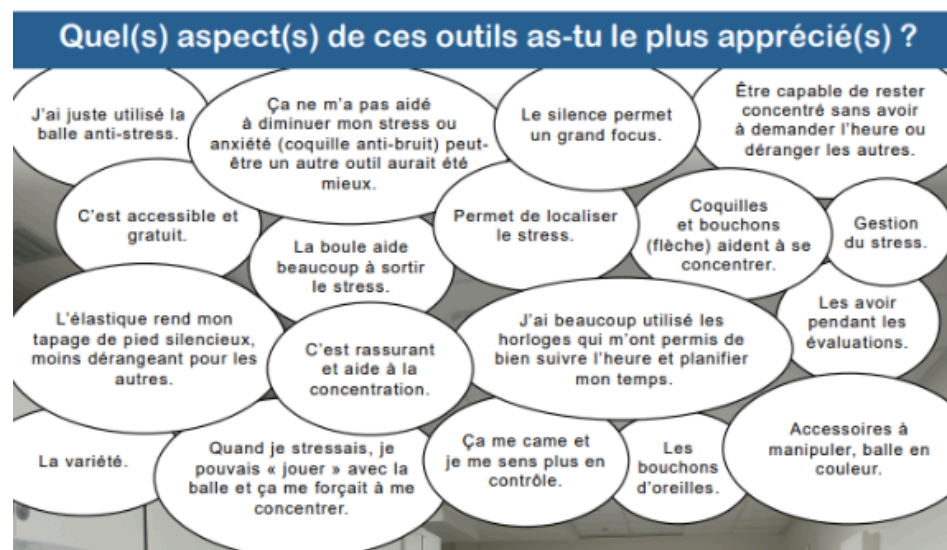 Quel(s) aspect(s) de ces outils as-tu le plus apprécié(s) ?
J'ai juste utilisé la
balle anti-stress.
Ça ne m'a pas aidé
à diminuer mon stress ou
anxiété (coquille anti-bruit) peut-
être un autre outil aurait été
mieux.
Le silence permet
un grand focus.
Être capable de rester
concentré sans avoir
à demander l'heure ou
déranger les autres.
C'est accessible et
gratuit.
La boule aide
beaucoup à sortir
le stress.
Permet de localiser
le stress.
Coquilles
et bouchons
(flèche) aident à se
concentrer.
Gestion
du stress.
L'élastique rend mon
tapage de pied silencieux,
moins dérangeant pour les
autres.
C'est rassurant
et aide à la
concentration.
J'ai beaucoup utilisé les
horloges qui m'ont permis de
bien suivre l'heure et planifier
mon temps.
Les avoir
pendant les
évaluations.
La variété.
Quand je stressais, je
pouvais « jouer » avec la
balle et ça me forçait à me
concentrer.
Ça me came et
je me sens plus en
contrôle.
Les
bouchons
d'oreilles.
Accessoires à
manipuler, balle en
couleur.